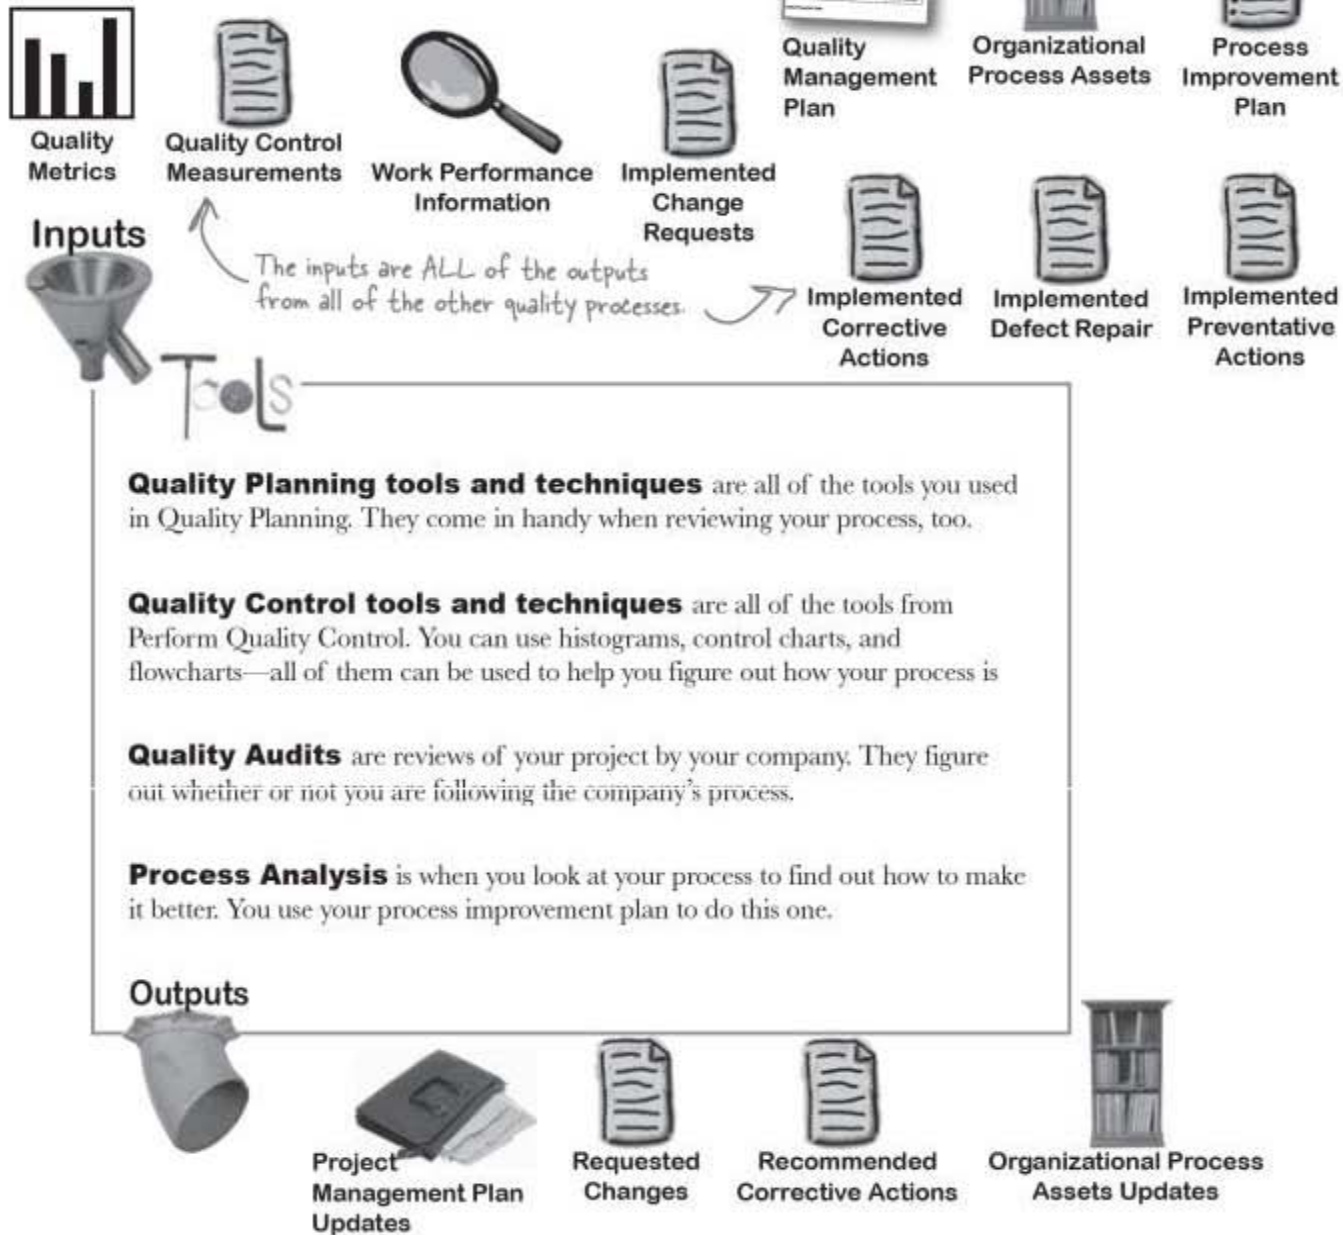 Quality
Management
Plan
Organizational
Process Assets
Process
Improvement
Plan
Quality
Metrics
Quality Control
Measurements
Work Performance
Information
Implemented
Change
Requests
Inputs
The inputs are ALL of the outputs
from all of the other quality processes.
Implemented
Corrective
Actions
Implemented
Defect Repair
Implemented
Preventative
Actions
Tools
Quality Planning tools and techniques are all of the tools you used
in Quality Planning. They come in handy when reviewing your process, too.
Quality Control tools and techniques are all of the tools from
Perform Quality Control. You can use histograms, control charts, and
flowcharts—all of them can be used to help you figure out how your process is
Quality Audits are reviews of your project by your company. They figure
out whether or not you are following the company's process.
Process Analysis is when you look at your process to find out how to make
it better. You use your process improvement plan to do this one.
Outputs
Project
Management Plan
Updates
Requested
Changes
Recommended
Corrective Actions
Organizational Process
Assets Updates